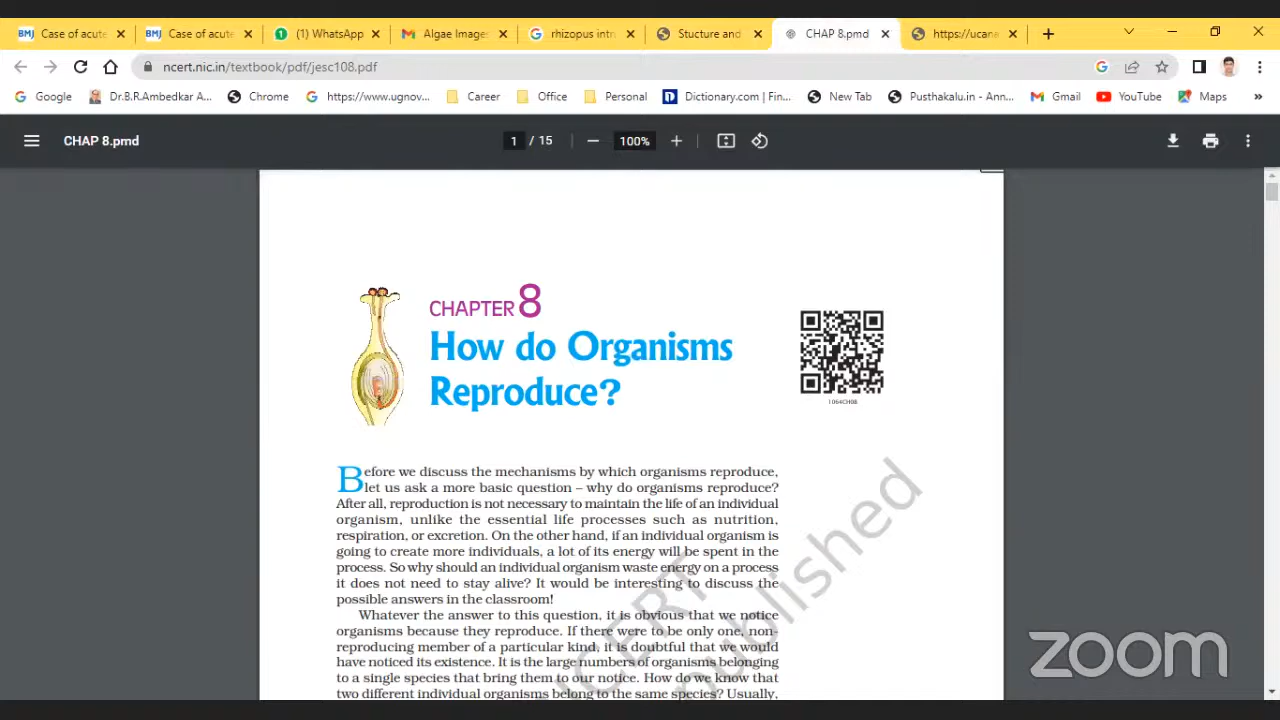 Case of acute
Case of acute
(1) WhatsApp
Algae Image
rhizopus intr
Stucture and
CHAP 8.pmd
https://ucana
ncert.nic.in/textbook/pdf/jesc108.pdf
Google
Dr.B.R.Ambedkar A...
Chrome
https://www.ugnov...
Career
Office
Personal
Dictionary.com | Fin...
New Tab
Pusthakalu.in - Ann...
Gmail
YouTube
Maps
CHAP 8.pmd
1 / 15
100%
CHAPTER 8
How do Organisms
Reproduce?
1064CH08
Before we discuss the mechanisms by which organisms reproduce,
let us ask a more basic question – why do organisms reproduce?
After all, reproduction is not necessary to maintain the life of an individual
organism, unlike the essential life processes such as nutrition,
respiration, or excretion. On the other hand, if an individual organism is
going to create more individuals, a lot of its energy will be spent in the
process. So why should an individual organism waste energy on a process
it does not need to stay alive? It would be interesting to discuss the
possible answers in the classroom!
Whatever the answer to this question, it is obvious that we notice
organisms because they reproduce. If there were to be only one, non-
reproducing member of a particular kind, it is doubtful that we would
have noticed its existence. It is the large numbers of organisms belonging
to a single species that bring them to our notice. How do we know that
two different individual organisms belong to the same species? Usually,
published
zoom